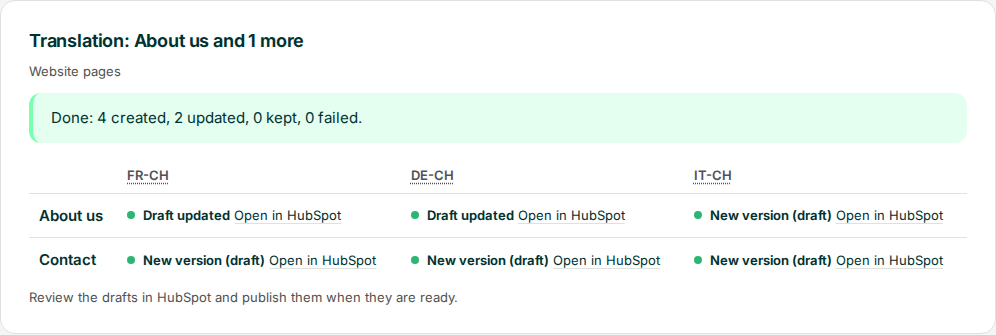 Translation: About us and 1 more
Website pages
Done: 4 created, 2 updated, 0 kept, 0 failed.
FR-CH DE-CH IT-CH
About us Draft updated Open in HubSpot Draft updated Open in HubSpot New version (draft) Open in HubSpot
Contact New version (draft) Open in HubSpot New version (draft) Open in HubSpot New version (draft) Open in HubSpot
Review the drafts in HubSpot and publish them when they are ready.